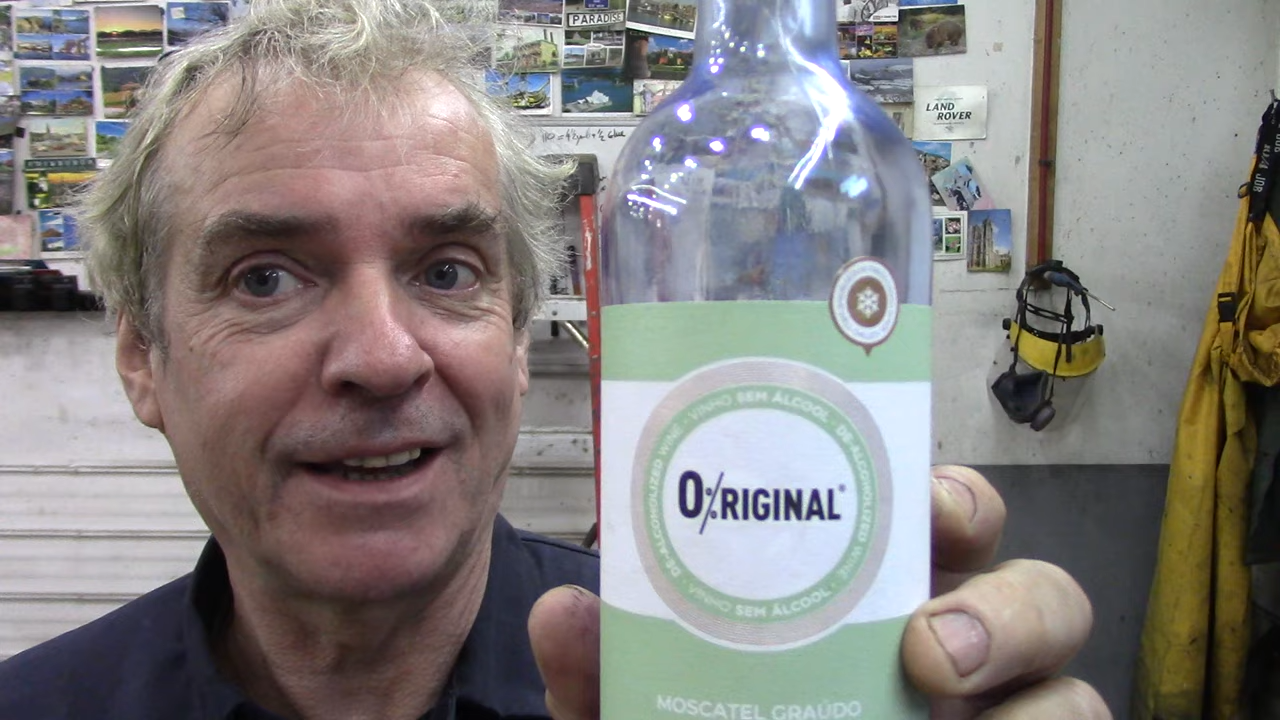 PARADISE
LAND
ROVER
VINHO SEM ÁLCOOL · DE-ALCOHOLIZED WINE · VINHO SEM ÁLCOOL · DE-ALCOHOLIZED WINE ·
0%RIGINAL®
MOSCATEL GRAÚDO